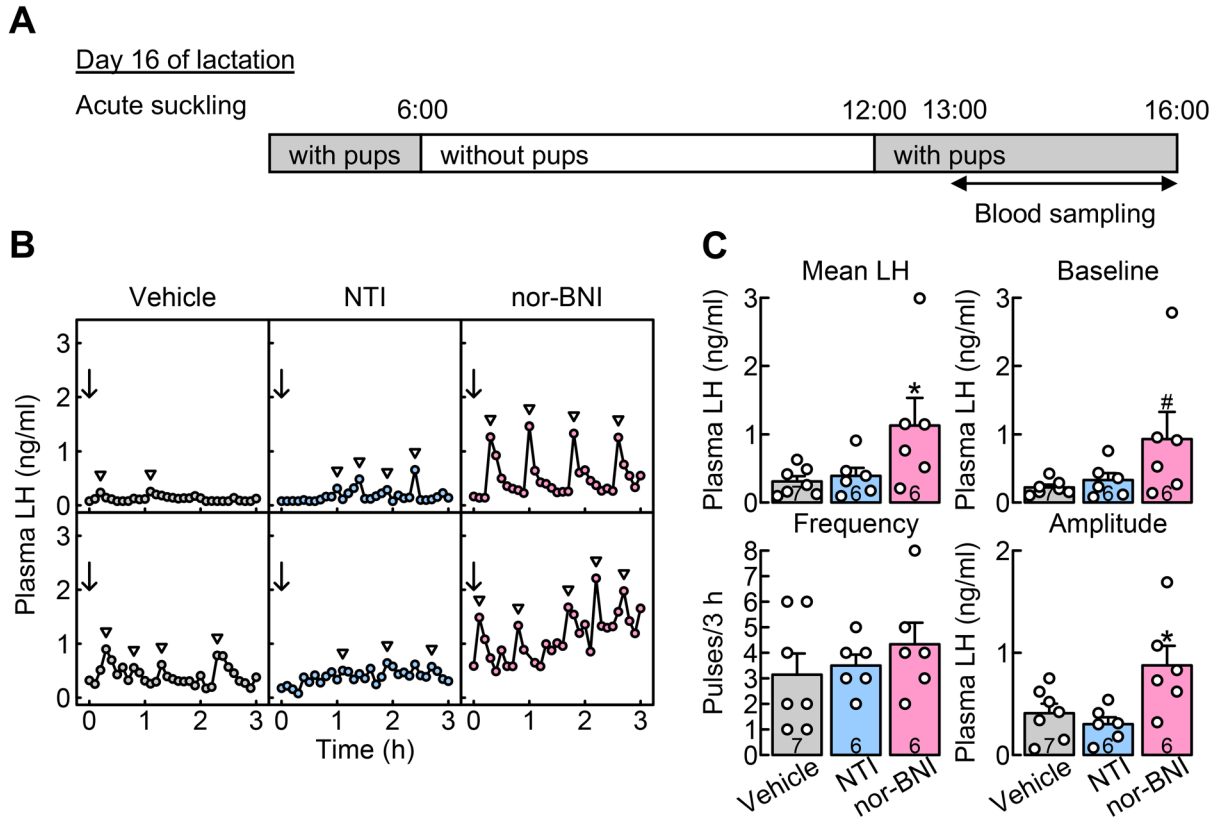 A
Day 16 of lactation
Acute suckling
6:00
12:00
13:00
16:00
with pups
without pups
with pups
Blood sampling
B
Vehicle
NTI
nor-BNI
Plasma LH (ng/ml)
3
2
1
0
3
2
1
0
0
1
2
3
0
1
2
3
0
1
2
3
Time (h)
C
Mean LH
Plasma LH (ng/ml)
3
2
1
0
7
6
6
*
Baseline
Plasma LH (ng/ml)
3
2
1
0
7
6
6
#
Frequency
Pulses/3 h
8
7
6
5
4
3
2
1
0
7
6
6
Vehicle
NTI
nor-BNI
Amplitude
Plasma LH (ng/ml)
2
1
0
7
6
6
*
Vehicle
NTI
nor-BNI